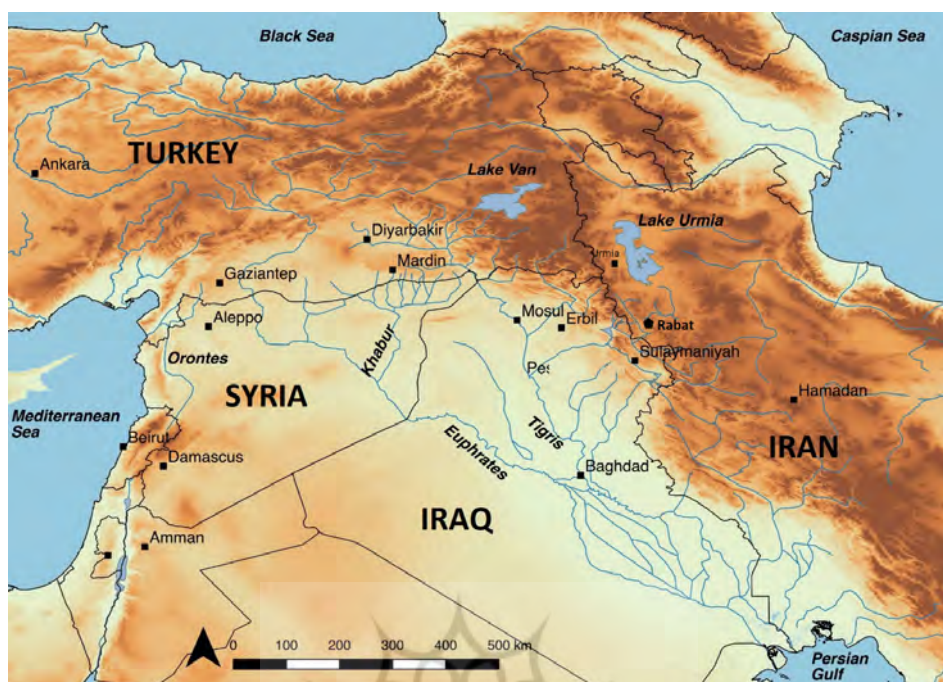 Black Sea
Caspian Sea
TURKEY
Ankara
Lake Van
Lake Urmia
Diyarbakir
Mardin
Urmia
Gaziantep
Aleppo
Mosul
Erbil
Rabat
Orontes
Khabur
Pes
Sulaymaniyah
SYRIA
Hamadan
Mediterranean
Sea
Beirut
Damascus
Euphrates
Tigris
IRAN
Baghdad
IRAQ
Amman
0 100 200 300 400 500 km
Persian
Gulf